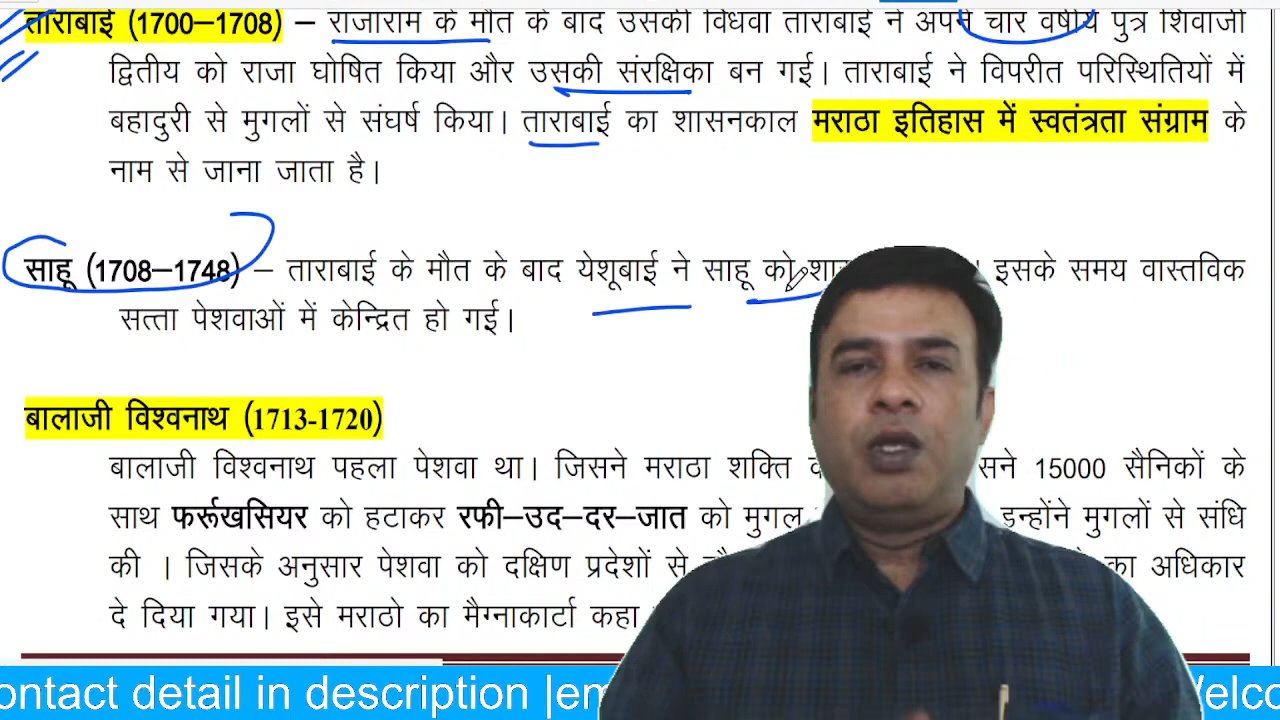 ताराबाई (1700–1708) – राजाराम के मौत के बाद उसकी विधवा ताराबाई ने अपने चार वर्षीय पुत्र शिवाजी
द्वितीय को राजा घोषित किया और उसकी संरक्षिका बन गई। ताराबाई ने विपरीत परिस्थितियों में
बहादुरी से मुगलों से संघर्ष किया। ताराबाई का शासनकाल मराठा इतिहास में स्वतंत्रता संग्राम के
नाम से जाना जाता है।
साहू (1708–1748) – ताराबाई के मौत के बाद येशूबाई ने साहू को । इसके समय वास्तविक
सत्ता पेशवाओं में केन्द्रित हो गई।
बालाजी विश्वनाथ (1713-1720)
बालाजी विश्वनाथ पहला पेशवा था। जिसने मराठा शक्ति 15000 सैनिकों के
साथ फर्रूखसियर को हटाकर रफी–उद–दर–जात को मुगल मुगलों से संधि
की । जिसके अनुसार पेशवा को दक्षिण प्रदेशों से का अधिकार
दे दिया गया। इसे मराठो का मैग्नाकार्टा कहा
ontact detail in description |em